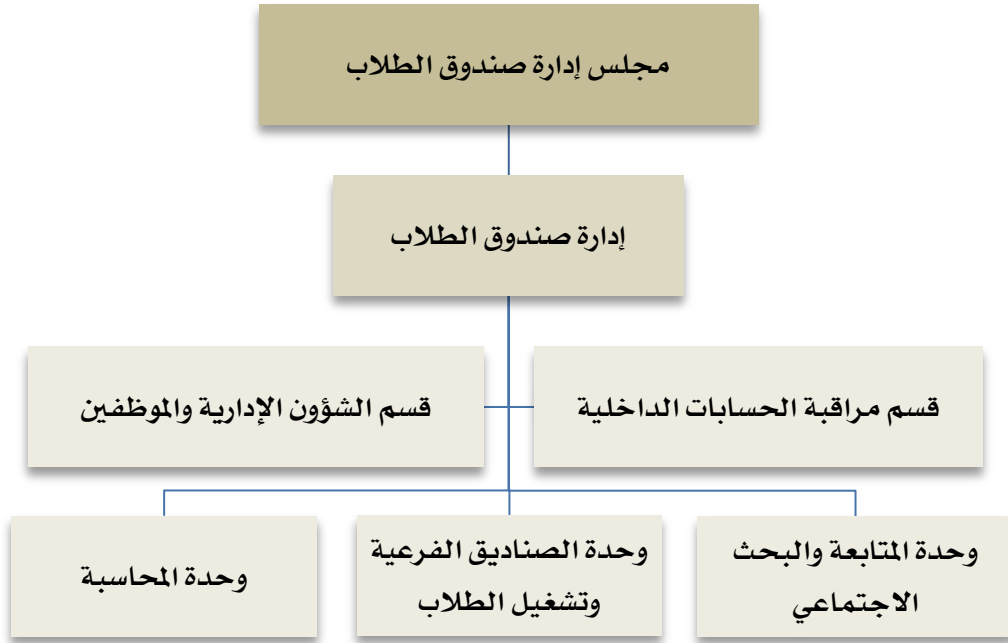 مجلس إدارة صندوق الطلاب
إدارة صندوق الطلاب
قسم مراقبة الحسابات الداخلية
قسم الشؤون الإدارية والموظفين
وحدة المتابعة والبحث
الاجتماعي
وحدة الصناديق الفرعية
وتشغيل الطلاب
وحدة المحاسبة